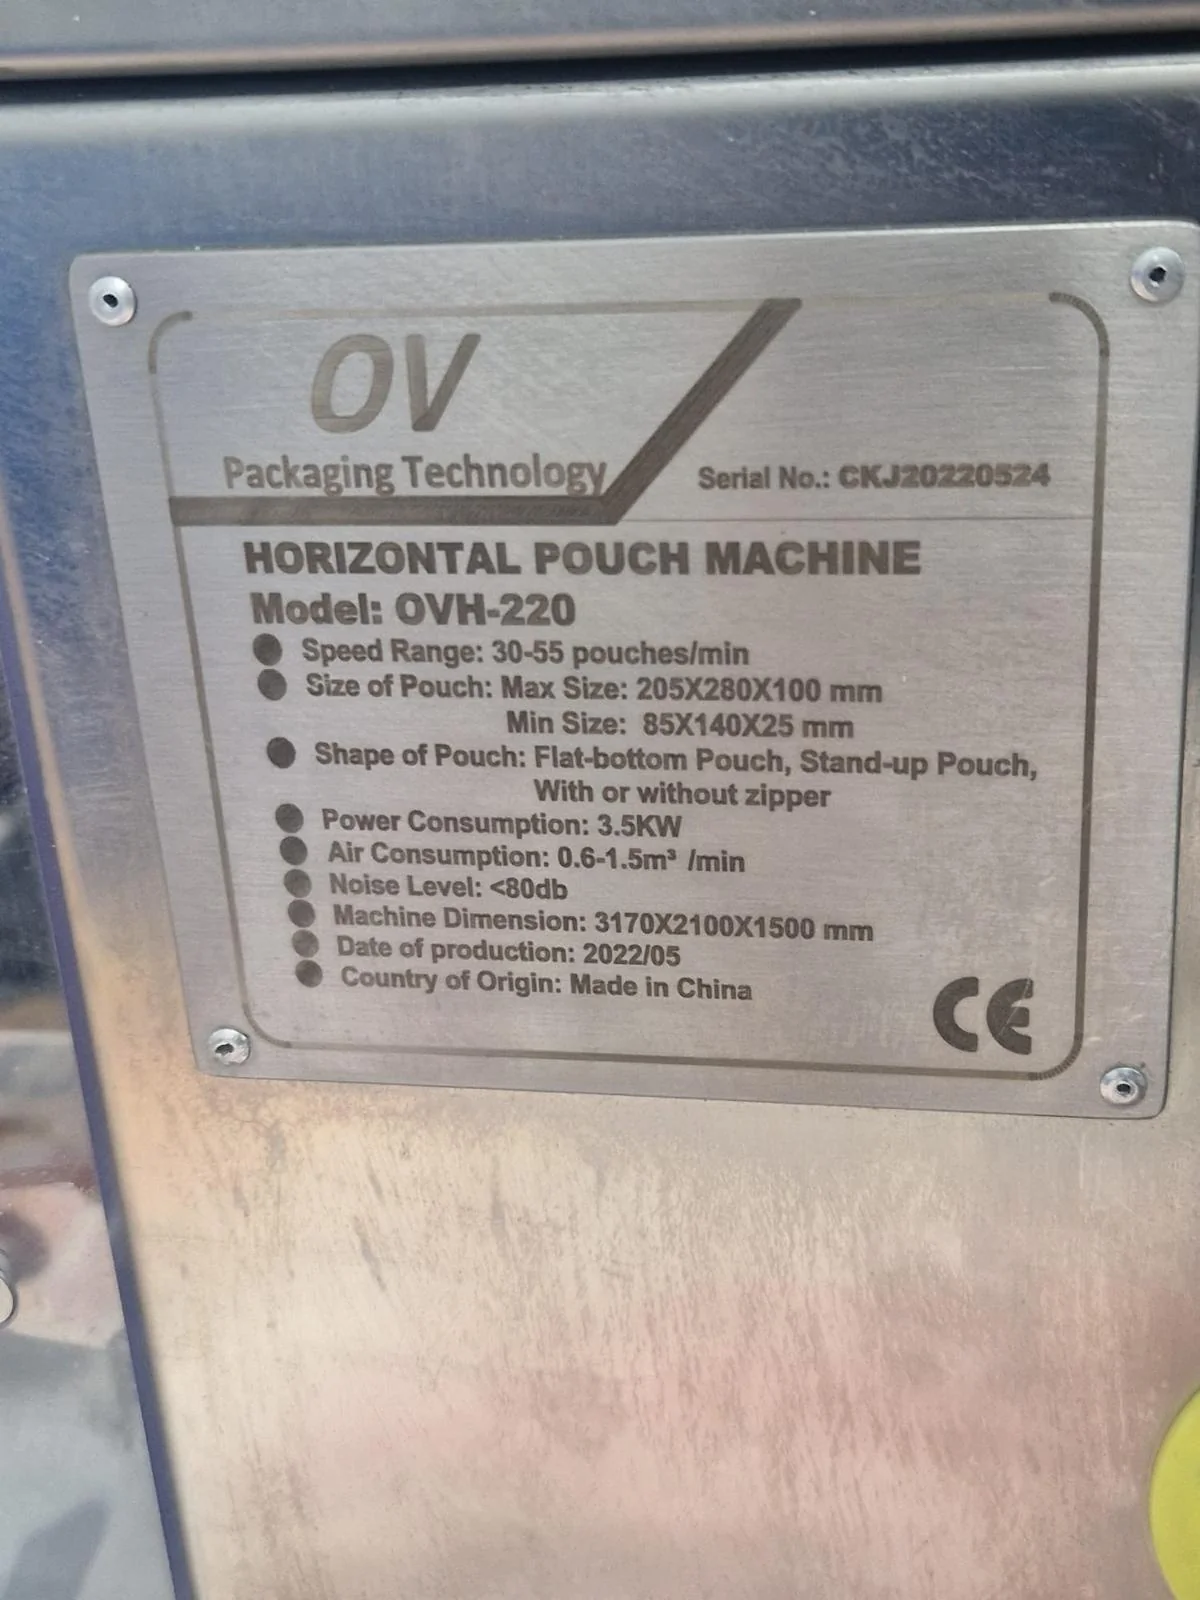 OV
Packaging Technology
Serial No.: CKJ20220524
HORIZONTAL POUCH MACHINE
Model: OVH-220
Speed Range: 30-55 pouches/min
Size of Pouch: Max Size: 205X280X100 mm
Min Size: 85X140X25 mm
Shape of Pouch: Flat-bottom Pouch, Stand-up Pouch,
With or without zipper
Power Consumption: 3.5KW
Air Consumption: 0.6-1.5m³ /min
Noise Level: <80db
Machine Dimension: 3170X2100X1500 mm
Date of production: 2022/05
Country of Origin: Made in China
CE